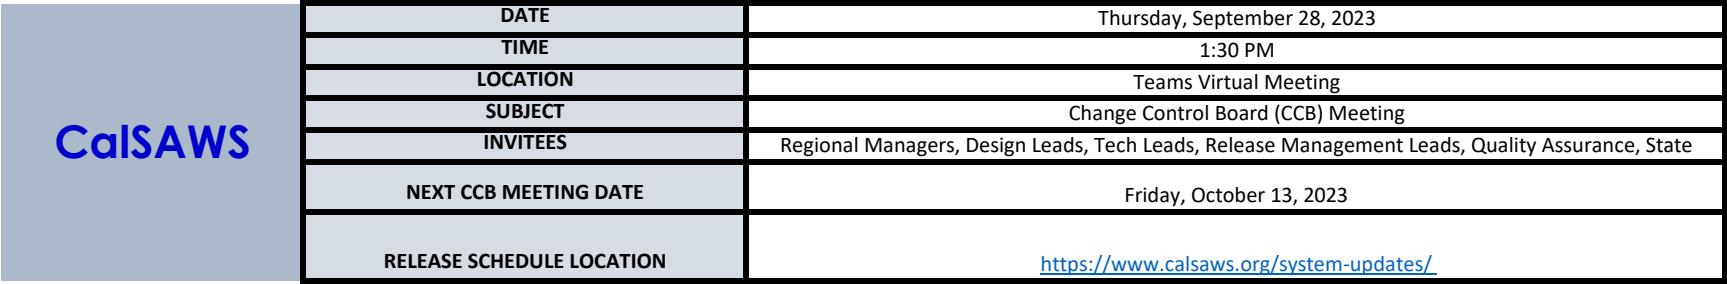 CalSAWS
DATE Thursday, September 28, 2023
TIME 1:30 PM
LOCATION Teams Virtual Meeting
SUBJECT Change Control Board (CCB) Meeting
INVITEES Regional Managers, Design Leads, Tech Leads, Release Management Leads, Quality Assurance, State
NEXT CCB MEETING DATE Friday, October 13, 2023
RELEASE SCHEDULE LOCATION https://www.calsaws.org/system-updates/